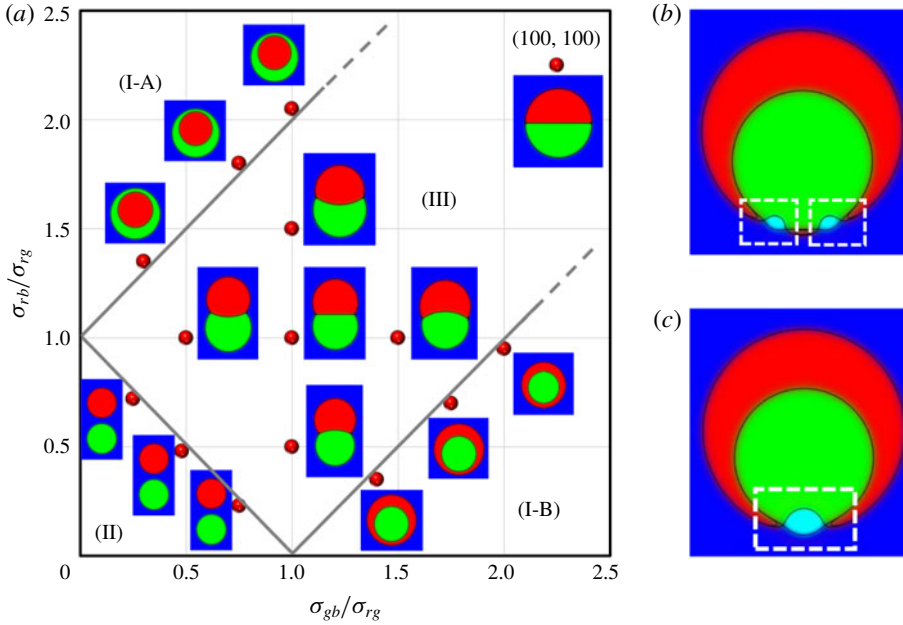 (a)
2.5
2.0
1.5
1.0
0.5
0
0.5
1.0
1.5
2.0
2.5
σrb/σrg
σgb/σrg
(I-A)
(100, 100)
(III)
(II)
(I-B)
(b)
(c)